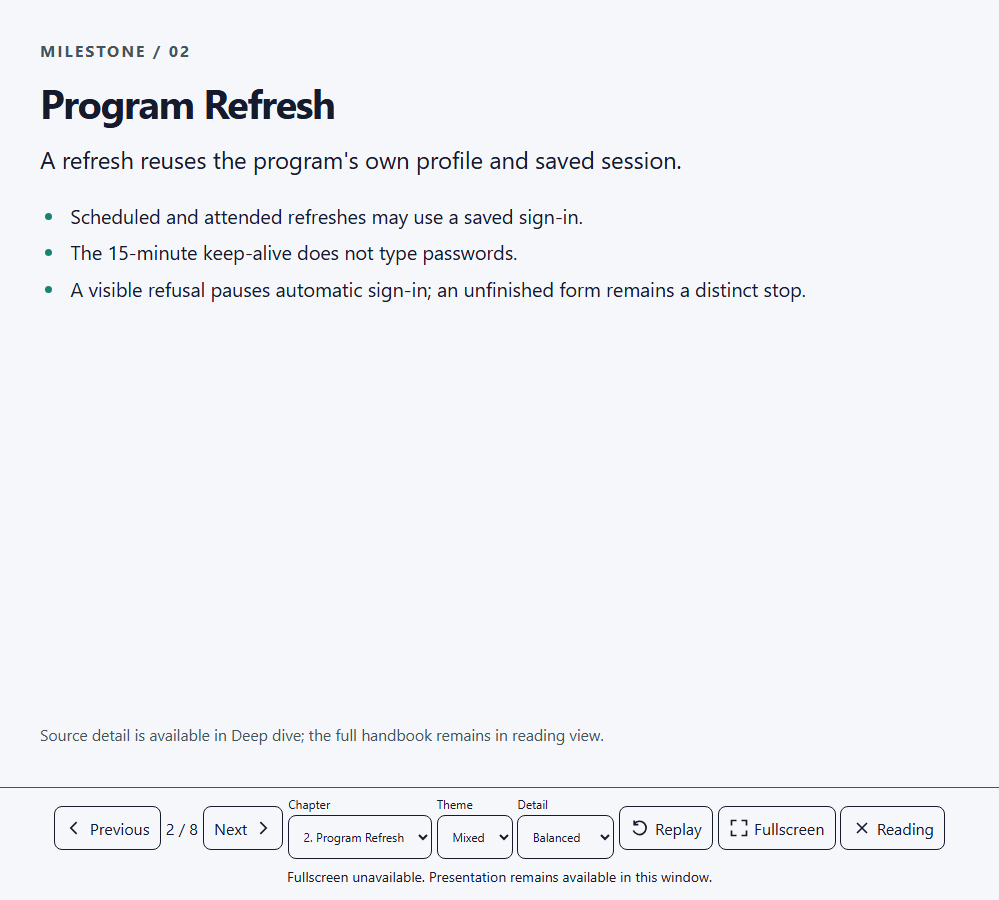 MILESTONE / 02
Program Refresh
A refresh reuses the program's own profile and saved session.
Scheduled and attended refreshes may use a saved sign-in.
The 15-minute keep-alive does not type passwords.
A visible refusal pauses automatic sign-in; an unfinished form remains a distinct stop.
Source detail is available in Deep dive; the full handbook remains in reading view.
Chapter Theme Detail
Previous 2 / 8 Next 2. Program Refresh Mixed Balanced Replay Fullscreen Reading
Fullscreen unavailable. Presentation remains available in this window.